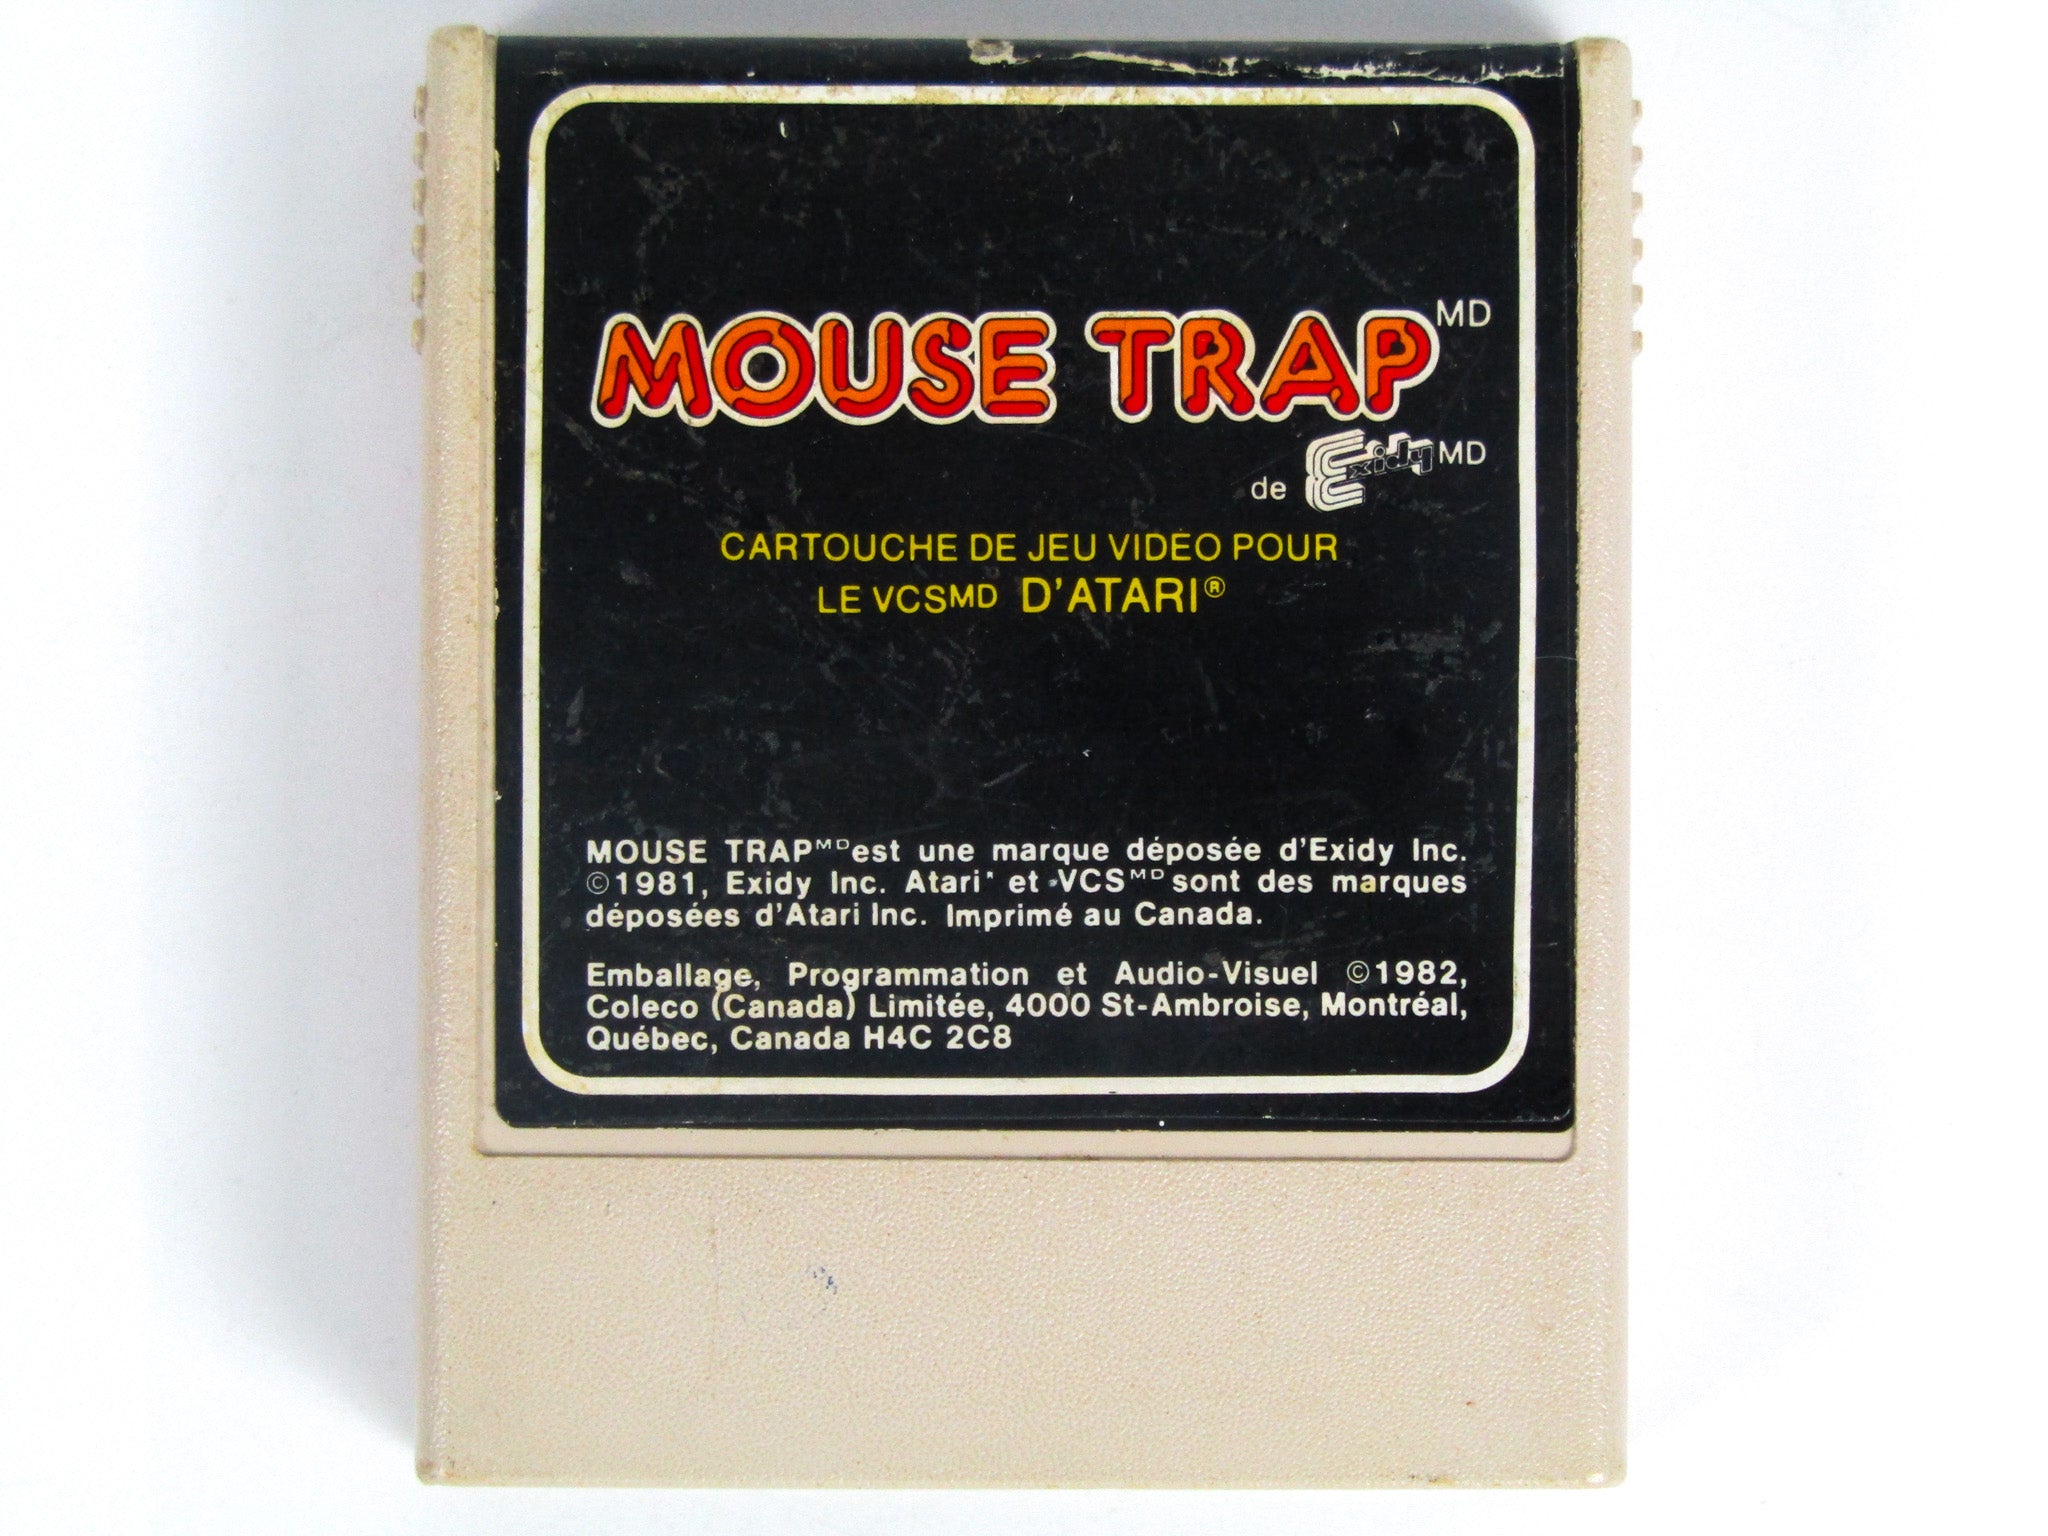 MOUSE TRAP MD
de Exidy MD
CARTOUCHE DE JEU VIDÉO POUR
LE VCSMD D'ATARI®
MOUSE TRAPMD est une marque déposée d'Exidy Inc.
©1981, Exidy Inc. Atari* et VCSMD sont des marques
déposées d'Atari Inc. Imprimé au Canada.
Emballage, Programmation et Audio-Visuel ©1982,
Coleco (Canada) Limitée, 4000 St-Ambroise, Montréal,
Québec, Canada H4C 2C8